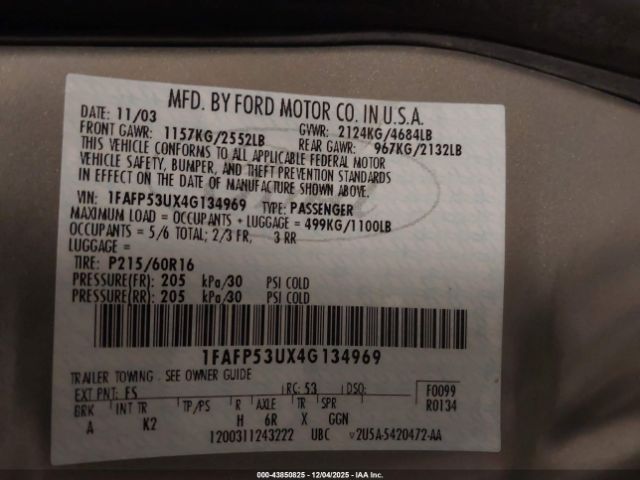 MFD. BY FORD MOTOR CO. IN U.S.A.
DATE: 11/03 GVWR: 2124KG/4684LB
FRONT GAWR: 1157KG/2552LB REAR GAWR: 967KG/2132LB
THIS VEHICLE CONFORMS TO ALL APPLICABLE FEDERAL MOTOR
VEHICLE SAFETY, BUMPER, AND THEFT PREVENTION STANDARDS
IN EFFECT ON THE DATE OF MANUFACTURE SHOWN ABOVE.
VIN: 1FAFP53UX4G134969 TYPE: PASSENGER
MAXIMUM LOAD = OCCUPANTS + LUGGAGE = 499KG/1100LB
OCCUPANTS = 5/6 TOTAL; 2/3 FR, 3 RR
LUGGAGE =
TIRE: P215/60R16
PRESSURE(FR) 205 kPa/30 PSI COLD
PRESSURE(RR) 205 kPa/30 PSI COLD
1FAFP53UX4G134969
TRAILER TOWING - SEE OWNER GUIDE
EXT PNT: FS RC: 53 DSO: F0099
BRK INT TR TP/PS R AXLE TR SPR R0134
A K2 H 6R X GGN
1200311243222 UBC V2U5A-5420472-AA
000-43850825 - 12/04/2025 - IAAI.com